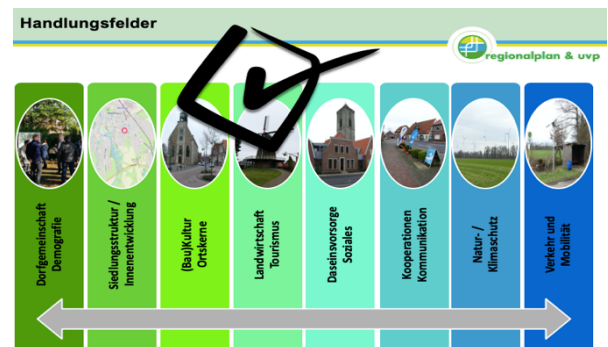 Handlungsfelder
regionalplan & uvp
Dorfgemeinschaft
Demografie
Siedlungsstruktur /
Innenentwicklung
(Bau)Kultur
Ortskerne
Landwirtschaft
Tourismus
Daseinsvorsorge
Soziales
Kooperationen
Kommunikation
Natur- /
Klimaschutz
Verkehr und
Mobilität